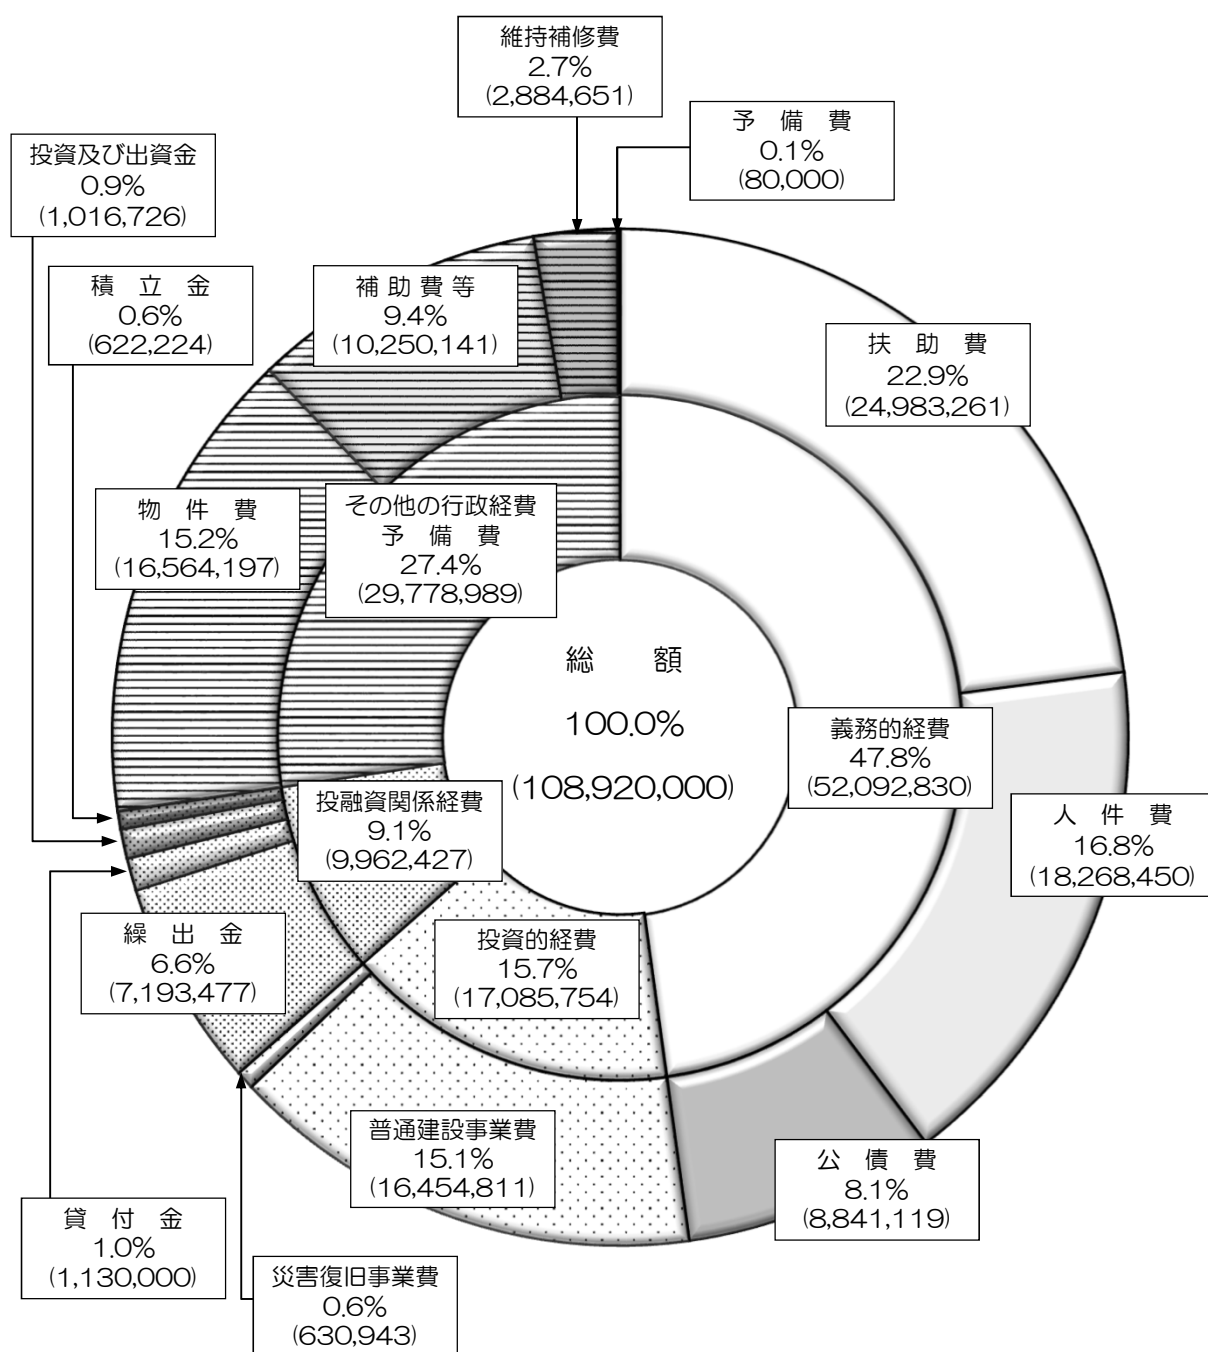 維持補修費
2.7%
(2,884,651)
予　備　費
0.1%
(80,000)
投資及び出資金
0.9%
(1,016,726)
積　立　金
0.6%
(622,224)
補 助 費 等
9.4%
(10,250,141)
扶　助　費
22.9%
(24,983,261)
物　件　費
15.2%
(16,564,197)
その他の行政経費
予　備　費
27.4%
(29,778,989)
総　　額
100.0%
(108,920,000)
義務的経費
47.8%
(52,092,830)
投融資関係経費
9.1%
(9,962,427)
人　件　費
16.8%
(18,268,450)
繰　出　金
6.6%
(7,193,477)
投資的経費
15.7%
(17,085,754)
普通建設事業費
15.1%
(16,454,811)
公　債　費
8.1%
(8,841,119)
貸　付　金
1.0%
(1,130,000)
災害復旧事業費
0.6%
(630,943)